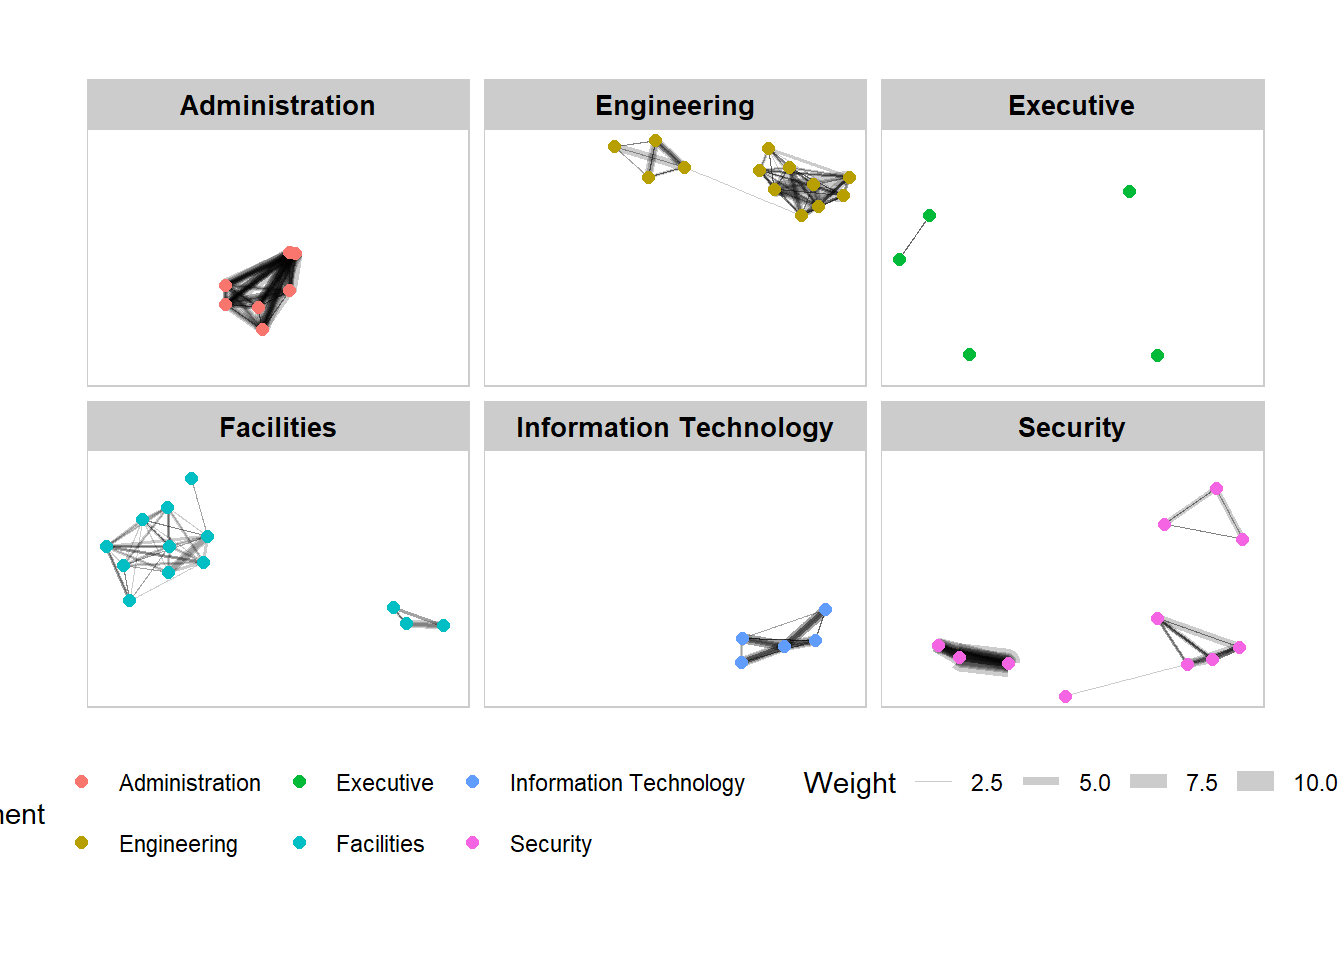 Administration
Engineering
Executive
Facilities
Information Technology
Security
Administration Executive Information Technology Weight 2.5 5.0 7.5 10.0
Engineering Facilities Security